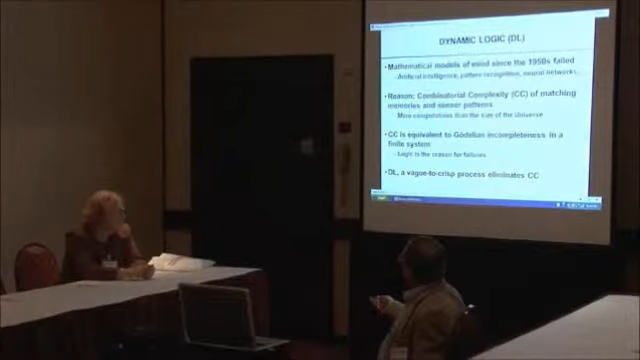 DYNAMIC LOGIC (DL)
• Mathematical models of mind since the 1950s failed
- Artificial intelligence, pattern recognition, neural networks...
• Reason: Combinatorial Complexity (CC) of matching
memories and sensor patterns
- More computations than the size of the Universe
• CC is equivalent to Gödelian incompleteness in a
finite system
- Logic is the reason for failures
• DL, a vague-to-crisp process eliminates CC